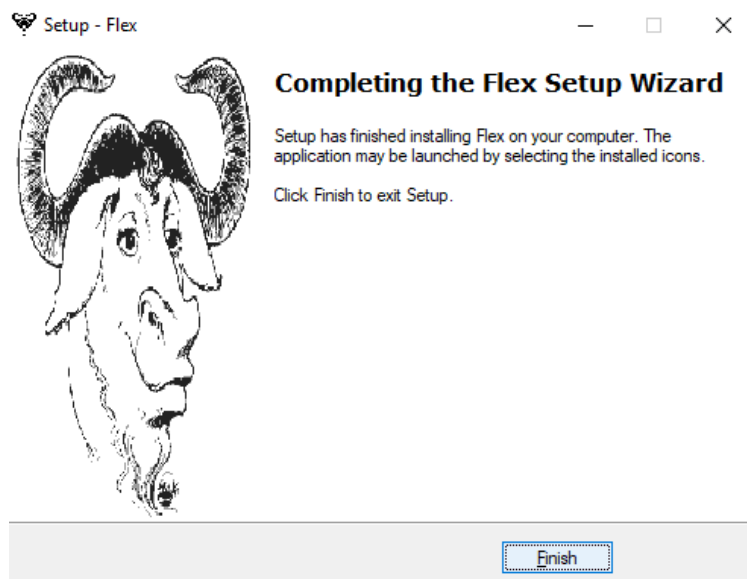 Setup - Flex
Completing the Flex Setup Wizard
Setup has finished installing Flex on your computer. The
application may be launched by selecting the installed icons.
Click Finish to exit Setup.
Finish